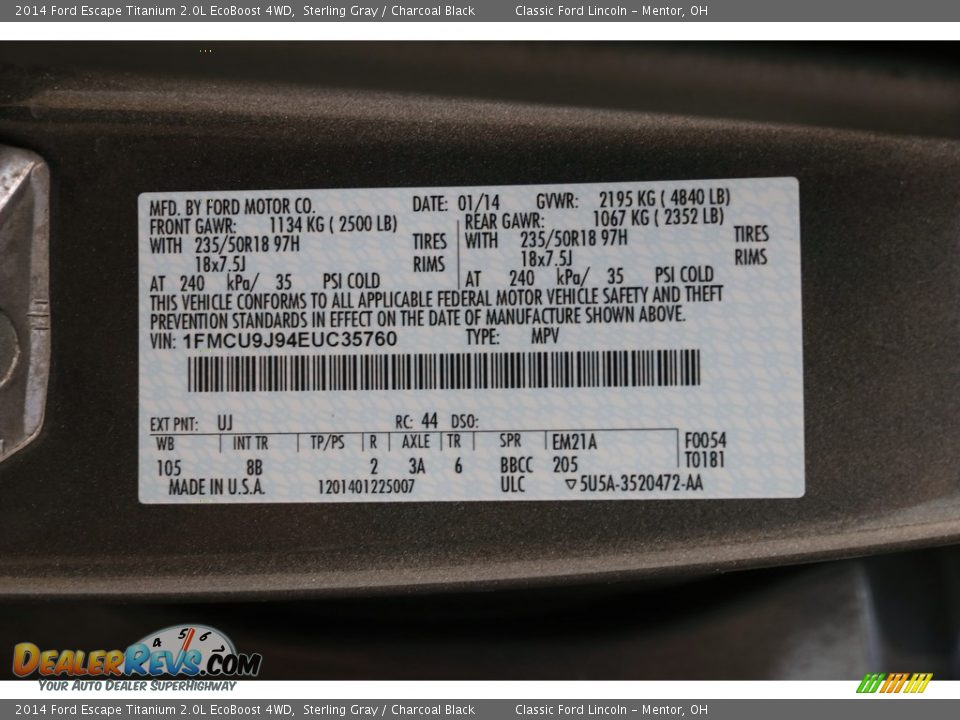 2014 Ford Escape Titanium 2.0L EcoBoost 4WD, Sterling Gray / Charcoal Black Classic Ford Lincoln - Mentor, OH
MFD. BY FORD MOTOR CO. DATE: 01/14 GVWR: 2195 KG ( 4840 LB)
FRONT GAWR: 1134 KG ( 2500 LB) REAR GAWR: 1067 KG ( 2352 LB)
WITH 235/50R18 97H TIRES WITH 235/50R18 97H TIRES
18x7.5J RIMS 18x7.5J RIMS
AT 240 kPa/ 35 PSI COLD AT 240 kPa/ 35 PSI COLD
THIS VEHICLE CONFORMS TO ALL APPLICABLE FEDERAL MOTOR VEHICLE SAFETY AND THEFT
PREVENTION STANDARDS IN EFFECT ON THE DATE OF MANUFACTURE SHOWN ABOVE.
VIN: 1FMCU9J94EUC35760 TYPE: MPV
EXT PNT: UJ RC: 44 DSO:
WB INT TR TP/PS R AXLE TR SPR EM21A F0054
105 8B 2 3A 6 BBCC 205 T0181
MADE IN U.S.A. 1201401225007 ULC ▽5U5A-3520472-AA
4 5 6
DEALERREVS.COM
YOUR AUTO DEALER SUPERHIGHWAY
2014 Ford Escape Titanium 2.0L EcoBoost 4WD, Sterling Gray / Charcoal Black Classic Ford Lincoln - Mentor, OH